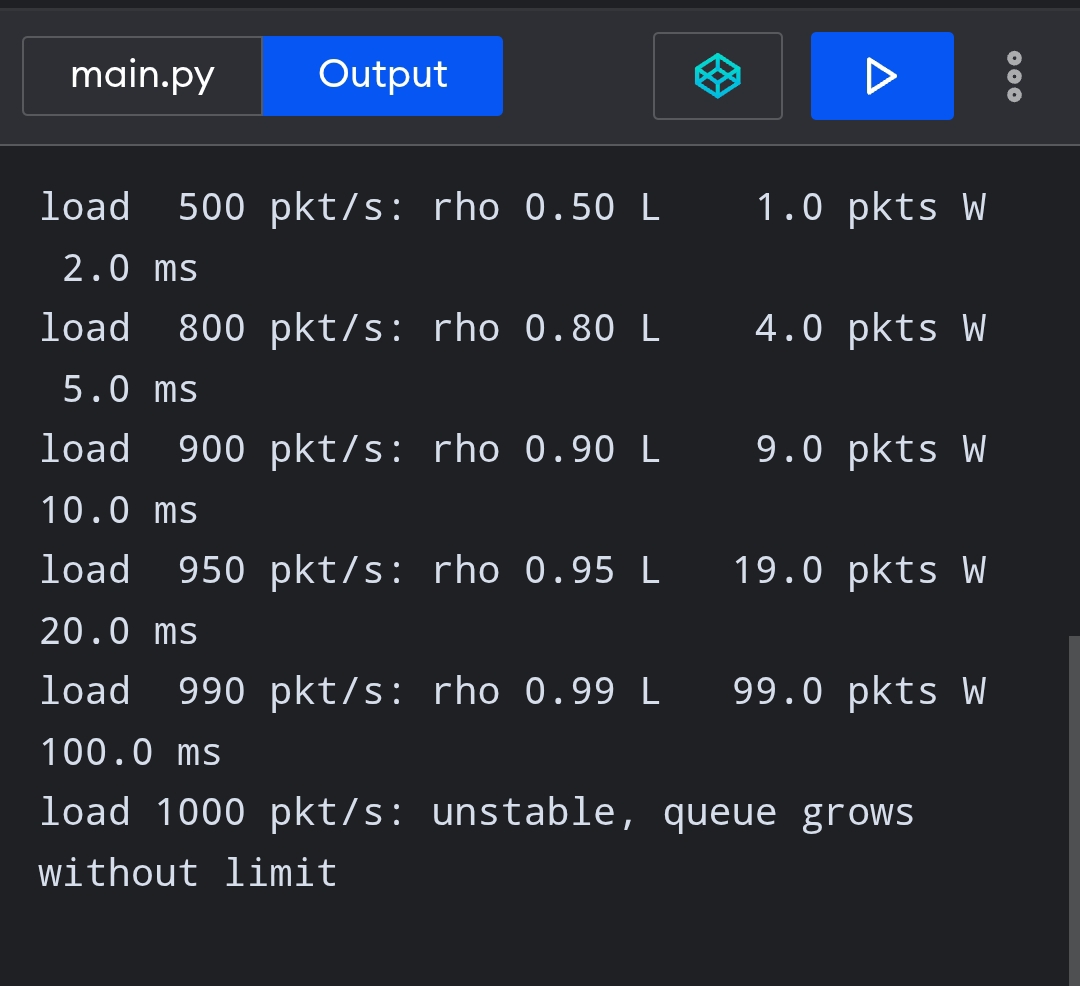 main.py Output
load  500 pkt/s: rho 0.50 L    1.0 pkts W
 2.0 ms
load  800 pkt/s: rho 0.80 L    4.0 pkts W
 5.0 ms
load  900 pkt/s: rho 0.90 L    9.0 pkts W
10.0 ms
load  950 pkt/s: rho 0.95 L   19.0 pkts W
20.0 ms
load  990 pkt/s: rho 0.99 L   99.0 pkts W
100.0 ms
load 1000 pkt/s: unstable, queue grows
without limit